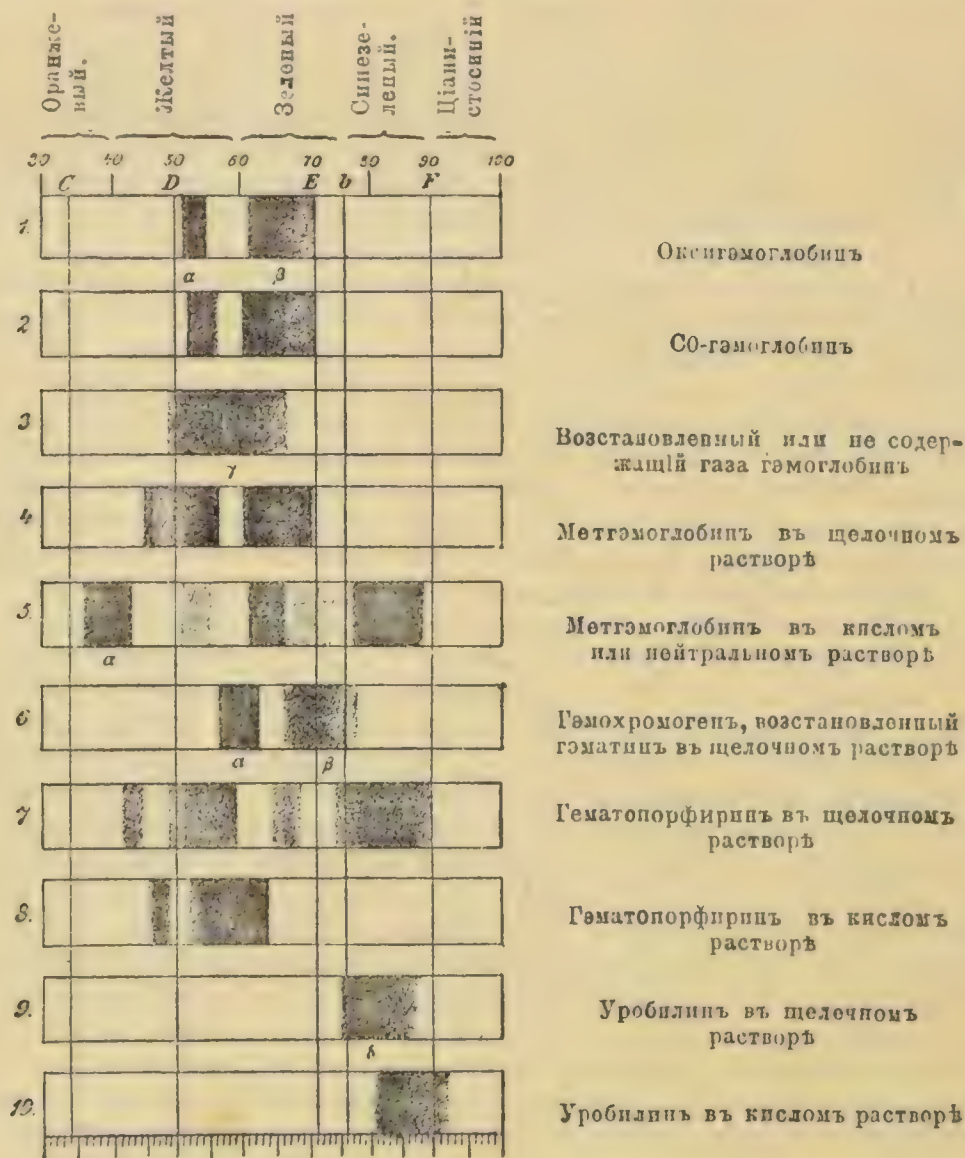 Оранже-
вый.
Желтый
Зеленый
Синезе-
леный.
Ціани-
стосиній
30 40 50 60 70 80 90 100
C D E b F
1.
Оксигэмоглобинъ
α β
2
СО-гэмоглобинъ
3
Возстановленный или не содер-
жащій газа гэмоглобинъ
γ
4
Метгэмоглобинъ въ щелочномъ
растворѣ
5.
Метгэмоглобинъ въ кисломъ
или нейтральномъ растворѣ
α
6
Гэмохромогенъ, возстановленный
гэматинъ въ щелочномъ растворѣ
α β
7
Гематопорфиринъ въ щелочномъ
растворѣ
8.
Гэматопорфиринъ въ кисломъ
растворѣ
9.
Уробилинъ въ щелочномъ
растворѣ
δ
10.
Уробилинъ въ кисломъ растворѣ